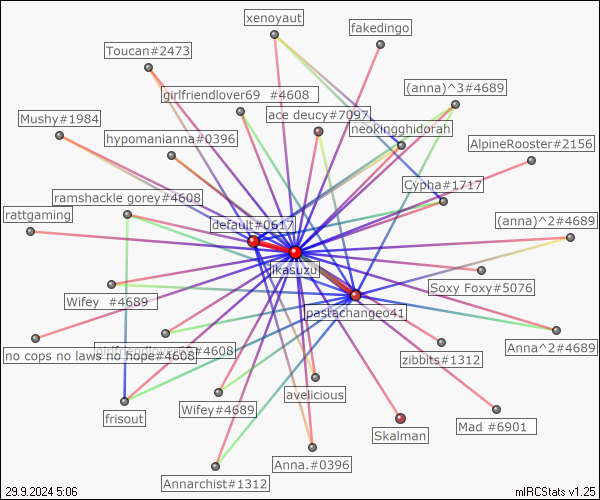 xenoyaut
fakedingo
Toucan#2473
girlfriendlover69 #4608
(anna)^3#4689
ace deucy#7097
Mushy#1984
neokingghidorah
hypomanianna#0396
AlpineRooster#2156
Cypha#1717
ramshackle gorey#4608
rattgaming
default#0617
(anna)^2#4689
ikasuzui
Soxy Foxy#5076
Wifey #4689
pastachangeo41
no cops no laws no hope#4608
girlfriendlover69#4608
Anna^2#4689
zibbits#1312
avelicious
Wifey#4689
frisout
Mad #6901
Skalman
Anna.#0396
Annarchist#1312
29.9.2024 5:06
mIRCStats v1.25